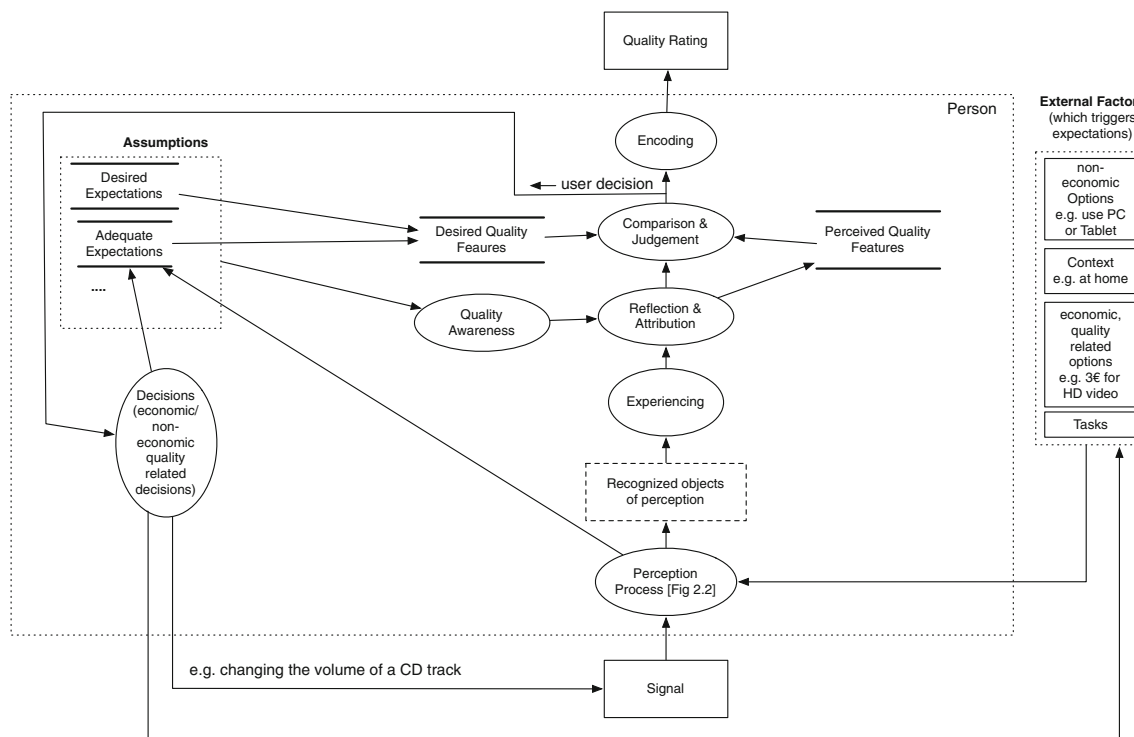 Quality Rating
Person
External Factor
(which triggers
expectations)
Encoding
Assumptions
user decision
Desired
Expectations
Adequate
Expectations
....
Desired Quality
Feaures
Comparison &
Judgement
Perceived Quality
Features
non-
economic
Options
e.g. use PC
or Tablet
Context
e.g. at home
economic,
quality
related
options
e.g. 3€ for
HD video
Tasks
Quality
Awareness
Reflection &
Attribution
Experiencing
Decisions
(economic/
non-
economic
quality
related
decisions)
Recognized objects
of perception
Perception
Process [Fig 2.2]
e.g. changing the volume of a CD track
Signal